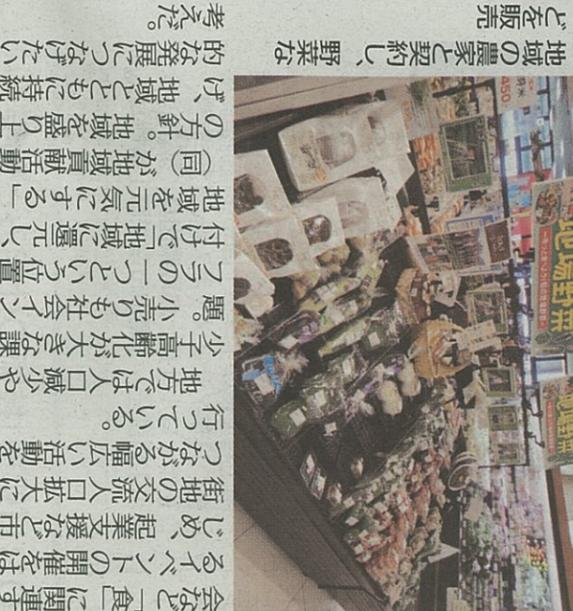 会など「食」に関連す
るイベントの開催をは
じめ、起業支援など市
街地の交流人口拡大に
つながる幅広い活動を
行っている。
地方では人口減少や
少子高齢化が大きな課
題。小売りも社会イン
フラの一つという位置
付けで「地域に還元し、
地域を元気にする」
(同)が地域貢献活動
の方針。地域を盛り上
げ、地域とともに持続
的な発展につなげたい
考えだ。
地域の農家と契約し、野菜な
どを販売
地場野菜